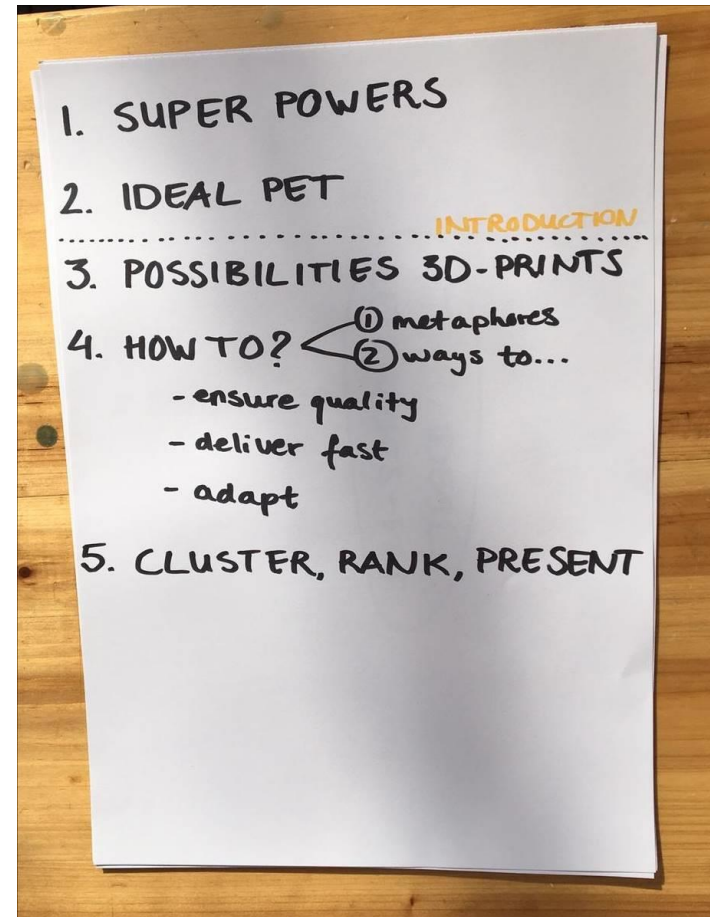 1. SUPER POWERS
2. IDEAL PET
INTRODUCTION
3. POSSIBILITIES 3D-PRINTS
4. HOW TO? ① metaphores
② ways to...
- ensure quality
- deliver fast
- adapt
5. CLUSTER, RANK, PRESENT